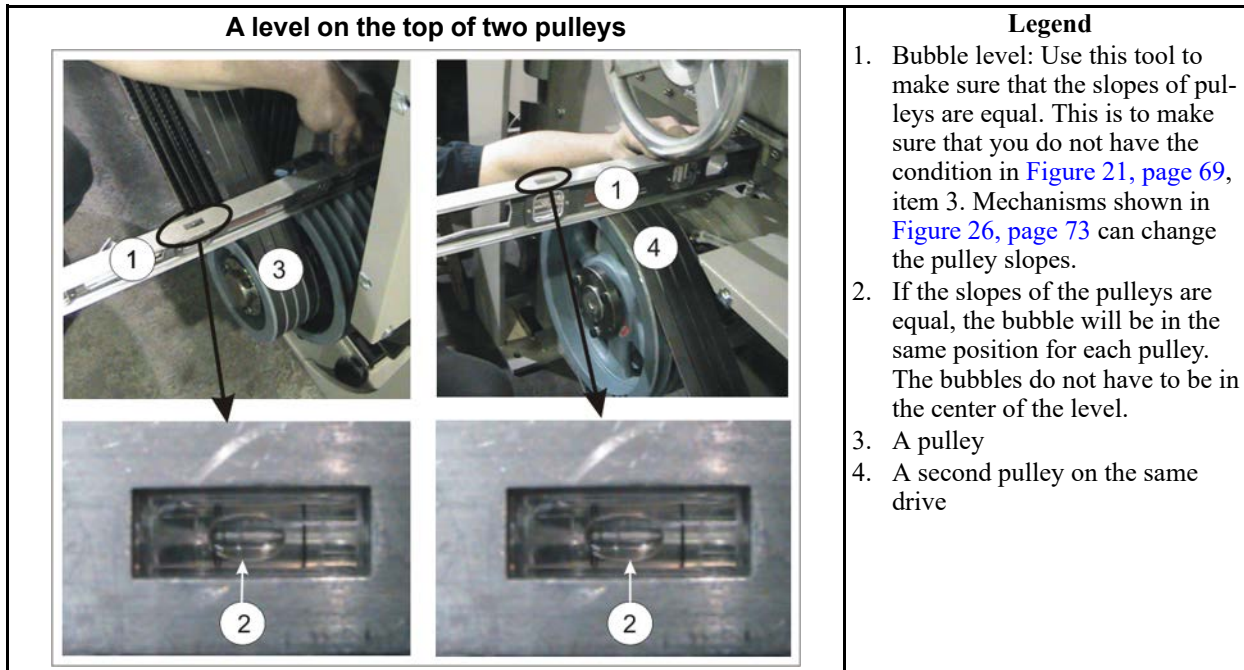 A level on the top of two pulleys
1
3
1
4
2
2
Legend
1. Bubble level: Use this tool to
make sure that the slopes of pul-
leys are equal. This is to make
sure that you do not have the
condition in Figure 21, page 69,
item 3. Mechanisms shown in
Figure 26, page 73 can change
the pulley slopes.
2. If the slopes of the pulleys are
equal, the bubble will be in the
same position for each pulley.
The bubbles do not have to be in
the center of the level.
3. A pulley
4. A second pulley on the same
drive